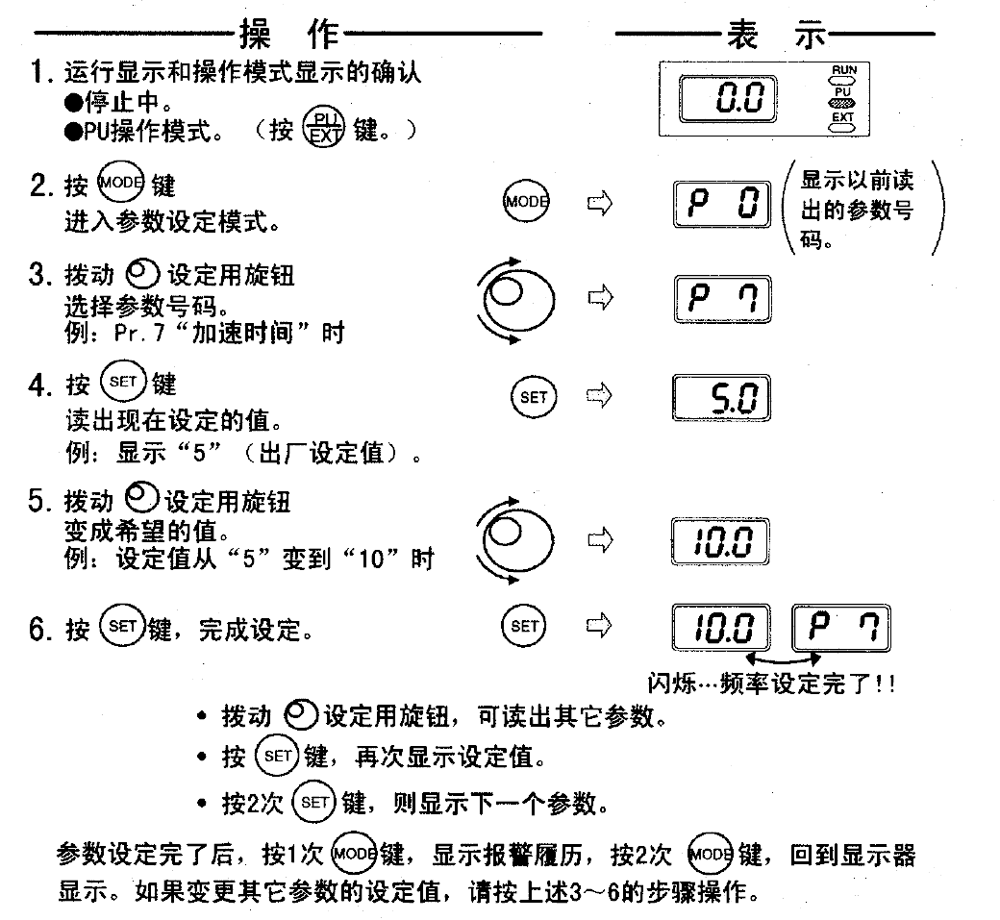 操 作 表 示
1. 运行显示和操作模式显示的确认
●停止中。
●PU操作模式。 (按 PU/EXT 键。)
0.0
RUN
PU
EXT
2. 按 MODE 键
进入参数设定模式。
MODE
P 0
显示以前读
出的参数号
码。
3. 拨动 设定用旋钮
选择参数号码。
例: Pr.7“加速时间”时
P 7
4. 按 SET 键
读出现在设定的值。
例: 显示“5”(出厂设定值)。
SET
5.0
5. 拨动 设定用旋钮
变成希望的值。
例: 设定值从“5”变到“10”时
10.0
6. 按 SET 键, 完成设定。
SET
10.0 P 7
闪烁…频率设定完了!!
• 拨动 设定用旋钮, 可读出其它参数。
• 按 SET 键, 再次显示设定值。
• 按2次 SET 键, 则显示下一个参数。
参数设定完了后, 按1次 MODE 键, 显示报警履历, 按2次 MODE 键, 回到显示器
显示。如果变更其它参数的设定值, 请按上述3~6的步骤操作。